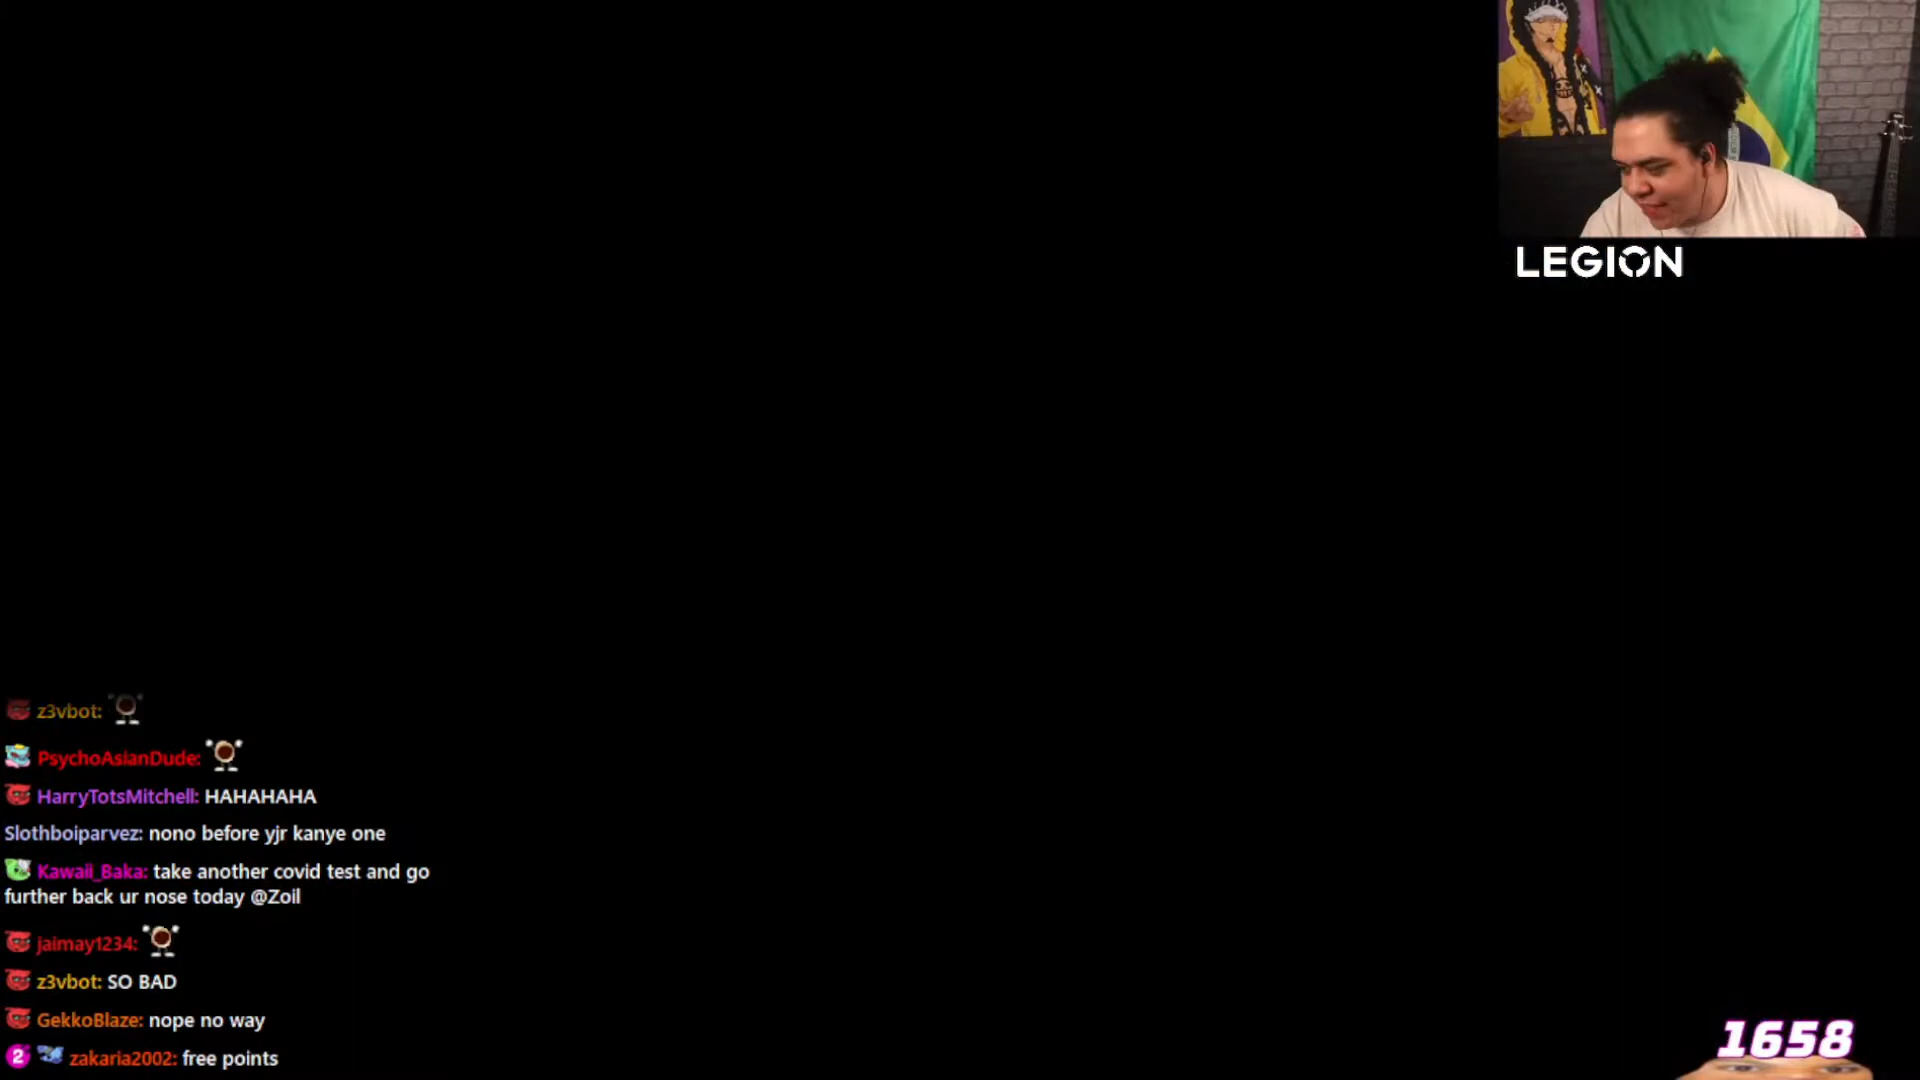 LEGION
z3vbot:
PsychoAsianDude:
HarryTotsMitchell: HAHAHAHA
Slothboiparvez: nono before yjr kanye one
Kawaii_Baka: take another covid test and go
further back ur nose today @Zoil
jaimay1234:
z3vbot: SO BAD
GekkoBlaze: nope no way
2 zakaria2002: free points
1658